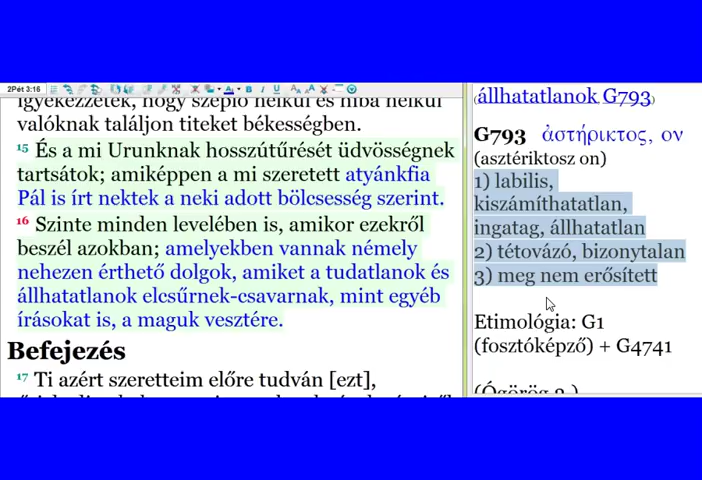 2Pét 3:16
igyekezzetek, hogy szeplő nélkül és hiba nélkül
valóknak találjon titeket békességben.
15 És a mi Urunknak hosszútűrését üdvösségnek
tartsátok; amiképpen a mi szeretett atyánkfia
Pál is írt nektek a neki adott bölcsesség szerint.
16 Szinte minden levelében is, amikor ezekről
beszél azokban; amelyekben vannak némely
nehezen érthető dolgok, amiket a tudatlanok és
állhatatlanok elcsűrnek-csavarnak, mint egyéb
írásokat is, a maguk vesztére.
Befejezés
17 Ti azért szeretteim előre tudván [ezt],
(állhatatlanok G793)
G793 ἀστήρικτος, ον
(asztériktosz on)
1) labilis,
kiszámíthatatlan,
ingatag, állhatatlan
2) tétovázó, bizonytalan
3) meg nem erősített
Etimológia: G1
(fosztóképző) + G4741